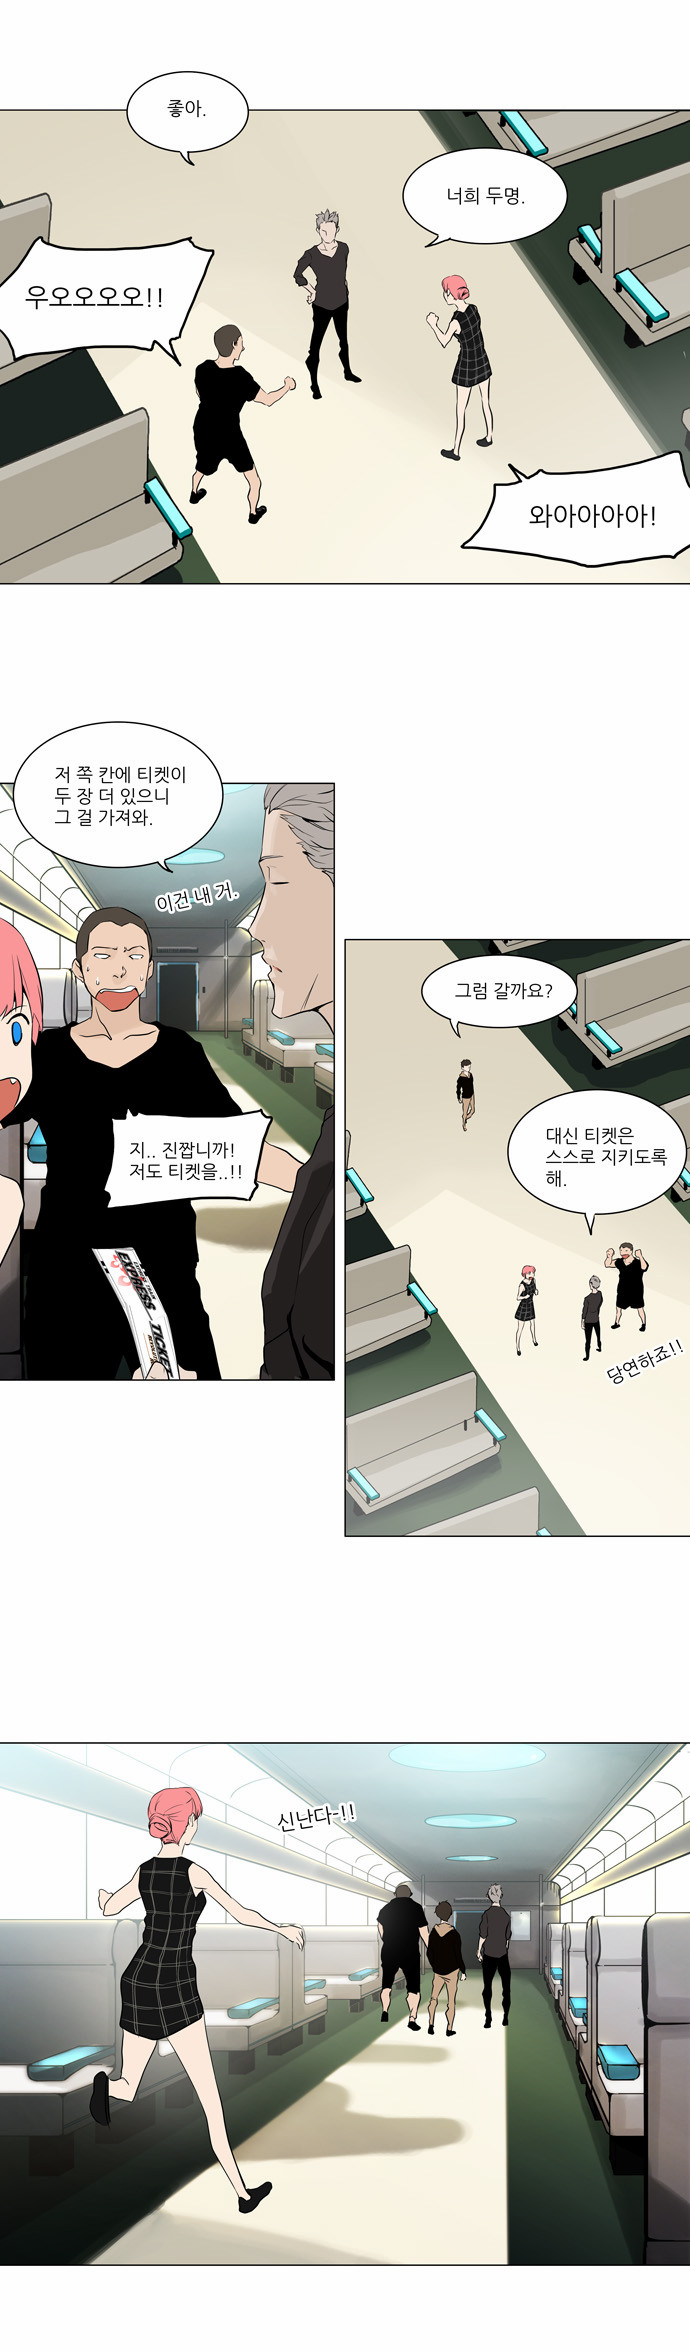 좋아.
너희 두명.
우오오오오!!
와아아아아!
저 쪽 칸에 티켓이
두 장 더 있으니
그 걸 가져와.
이건 내 거.
지.. 진짭니까!
저도 티켓을..!!
EXPRESS TICKET
그럼 갈까요?
대신 티켓은
스스로 지키도록
해.
당연하죠!!
신난다~!!